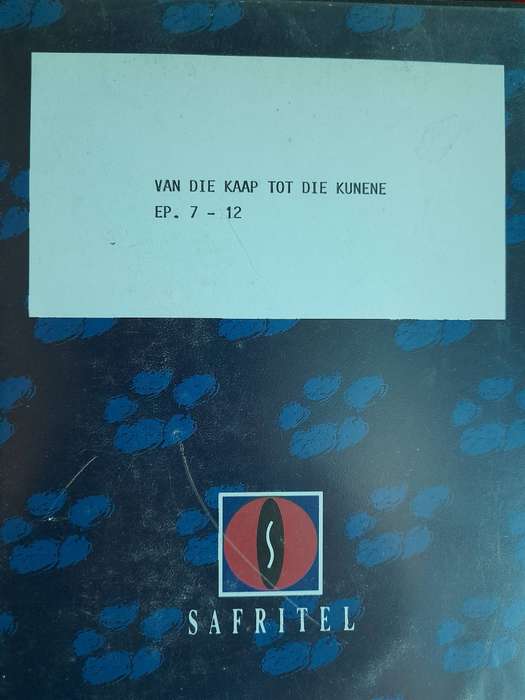 VAN DIE KAAP TOT DIE KUNENE
EP. 7 - 12
S
SAFRITEL